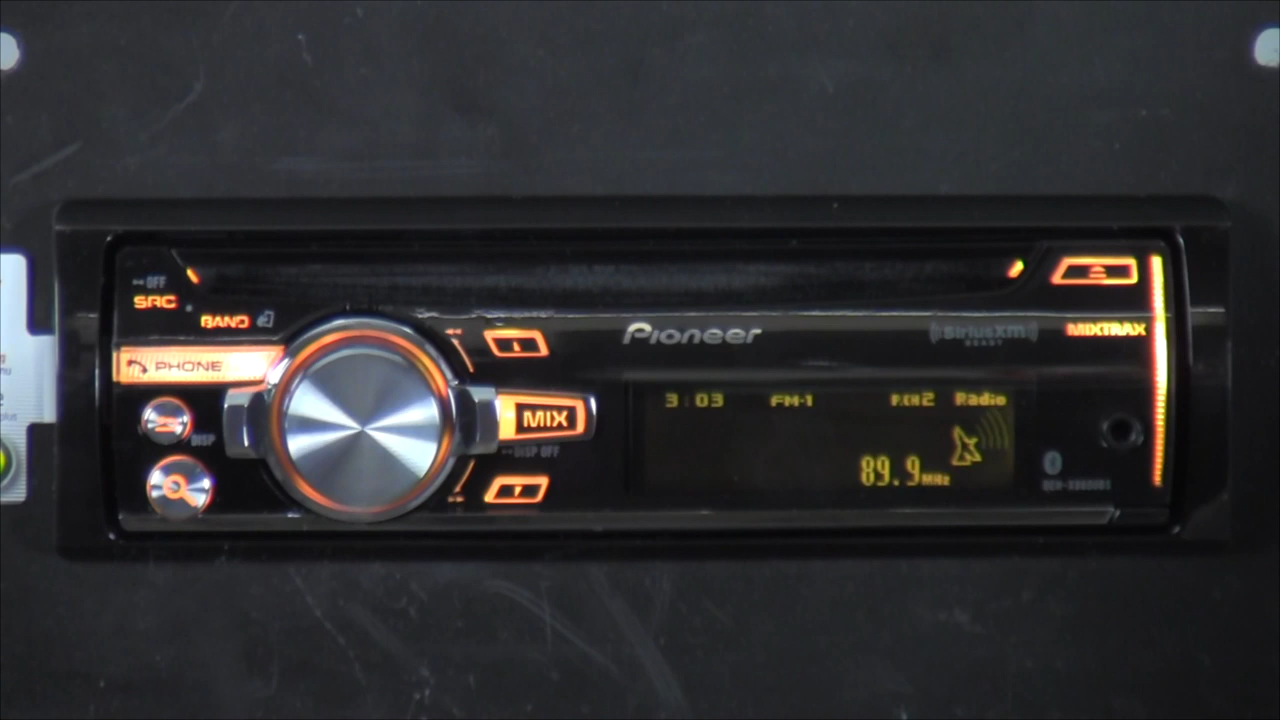 OFF
SRC
BAND
PHONE
DISP
MIX
DISP OFF
Pioneer
SiriusXM
READY
MIXTRAX
3:03 FM-1 P.CH2 Radio
89.9MHz